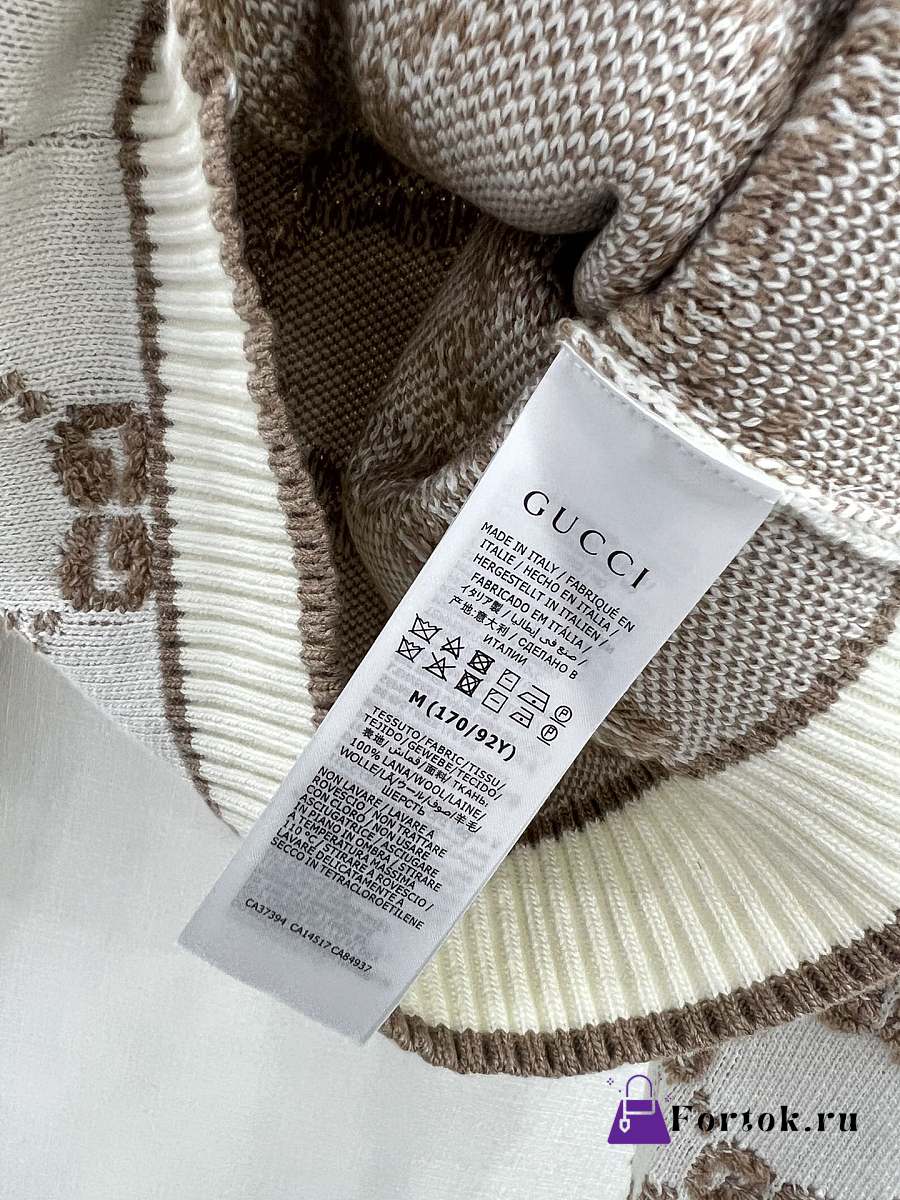 GUCCI
MADE IN ITALY / FABRIQUÉ EN
ITALIE / HECHO EN ITALIA /
HERGESTELLT IN ITALIEN /
FABRICADO EM ITÁLIA /
イタリア製 / صنع في إيطاليا /
产地:意大利 / СДЕЛАНО В
ИТАЛИИ
M (170/92Y)
TESSUTO/FABRIC/TISSU/
TEJIDO/GEWEBE/TECIDO/
表地/قماش/面料/ ТКАНЬ:
100% LANA/WOOL/LAINE/
WOLLE/LÃ/ウール/صوف/羊毛/
ШЕРСТЬ
NON LAVARE / LAVARE A
ROVESCIO / NON TRATTARE
CON CLORO / NON USARE
ASCIUGATRICE / ASCIUGARE
IN PIANO IN OMBRA / STIRARE
A TEMPERATURA MASSIMA
110 °C / STIRARE A ROVESCIO /
LAVARE DELICATAMENTE A
SECCO IN TETRACLOROETILENE
CA37394 CA14517 CA84937
Fortok.ru